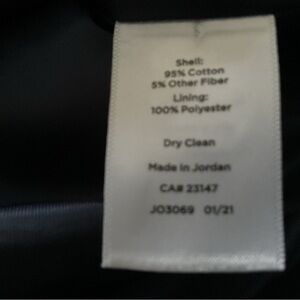 Shell:
95% Cotton
5% Other Fiber
Lining:
100% Polyester
Dry Clean
Made in Jordan
CA# 23147
JO3069 01/21